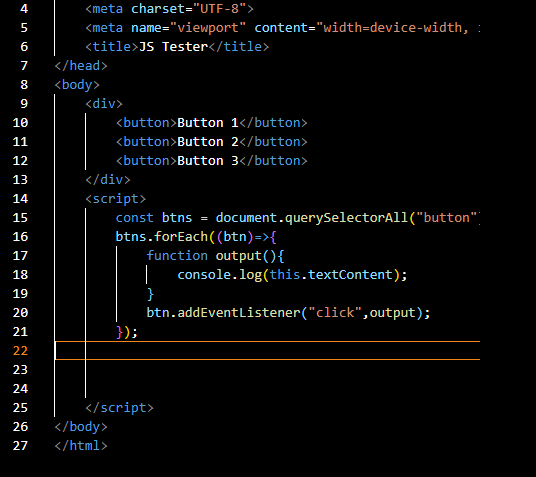 4 <meta charset="UTF-8">
5 <meta name="viewport" content="width=device-width,
6 <title>JS Tester</title>
7 </head>
8 <body>
9 <div>
10 <button>Button 1</button>
11 <button>Button 2</button>
12 <button>Button 3</button>
13 </div>
14 <script>
15 const btns = document.querySelectorAll("button")
16 btns.forEach((btn)=>{
17 function output(){
18 console.log(this.textContent);
19 }
20 btn.addEventListener("click",output);
21 });
22
23
24
25 </script>
26 </body>
27 </html>